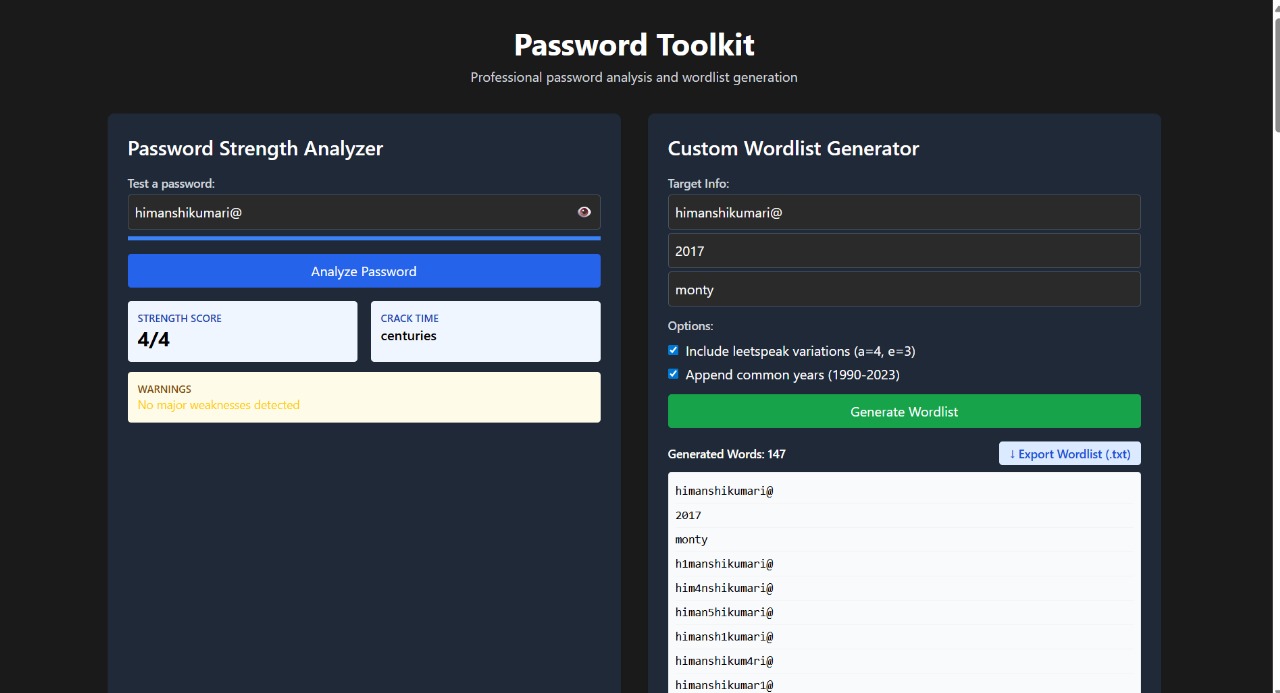 Password Toolkit
Professional password analysis and wordlist generation
Password Strength Analyzer
Test a password:
himanshikumari@
Analyze Password
STRENGTH SCORE
4/4
CRACK TIME
centuries
WARNINGS
No major weaknesses detected
Custom Wordlist Generator
Target Info:
himanshikumari@
2017
monty
Options:
Include leetspeak variations (a=4, e=3)
Append common years (1990-2023)
Generate Wordlist
Generated Words: 147
↓ Export Wordlist (.txt)
himanshikumari@
2017
monty
h1manshikumari@
him4nshikumari@
himan5hikumari@
himansh1kumari@
himanshikum4ri@
himanshikumar1@